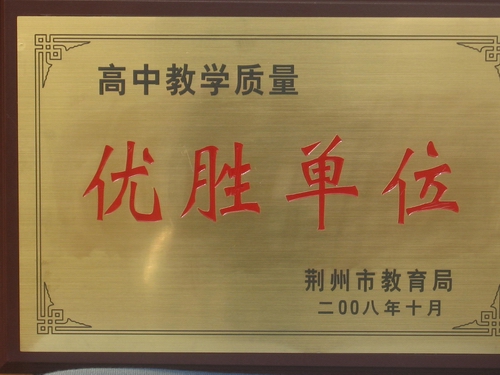 高中教学质量
优胜单位
荆州市教育局
二00八年十月